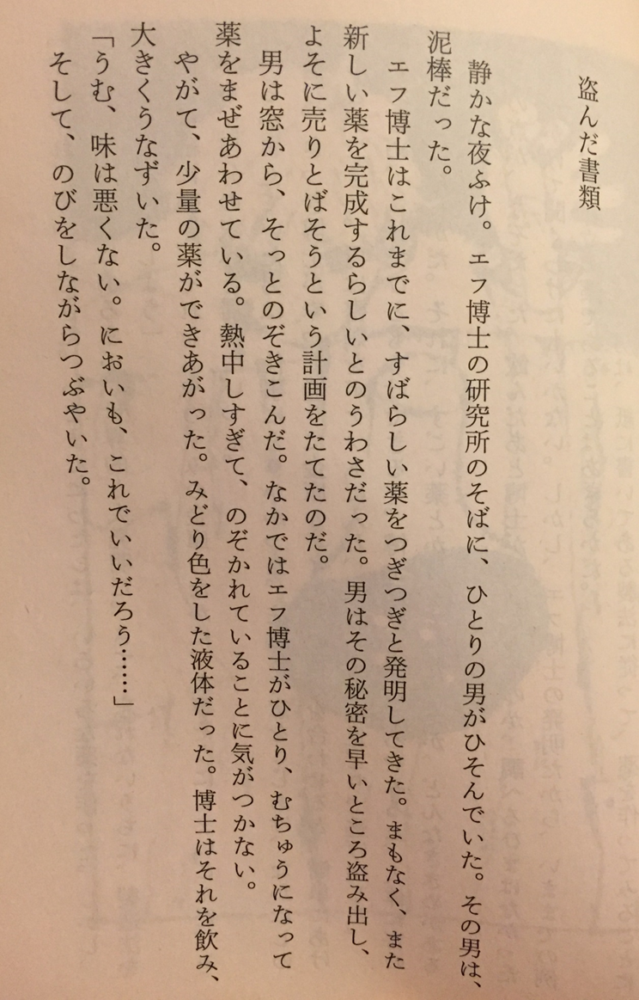 盗んだ書類
静かな夜ふけ。エフ博士の研究所のそばに、ひとりの男がひそんでいた。その男は、
泥棒だった。
エフ博士はこれまでに、すばらしい薬をつぎつぎと発明してきた。まもなく、また
新しい薬を完成するらしいとのうわさだった。男はその秘密を早いところ盗み出し、
よそに売りとばそうという計画をたてたのだ。
男は窓から、そっとのぞきこんだ。なかではエフ博士がひとり、むちゅうになって
薬をまぜあわせている。熱中しすぎて、のぞかれていることに気がつかない。
やがて、少量の薬ができあがった。みどり色をした液体だった。博士はそれを飲み、
大きくうなずいた。
「うむ、味は悪くない。においも、これでいいだろう……」
そして、のびをしながらつぶやいた。